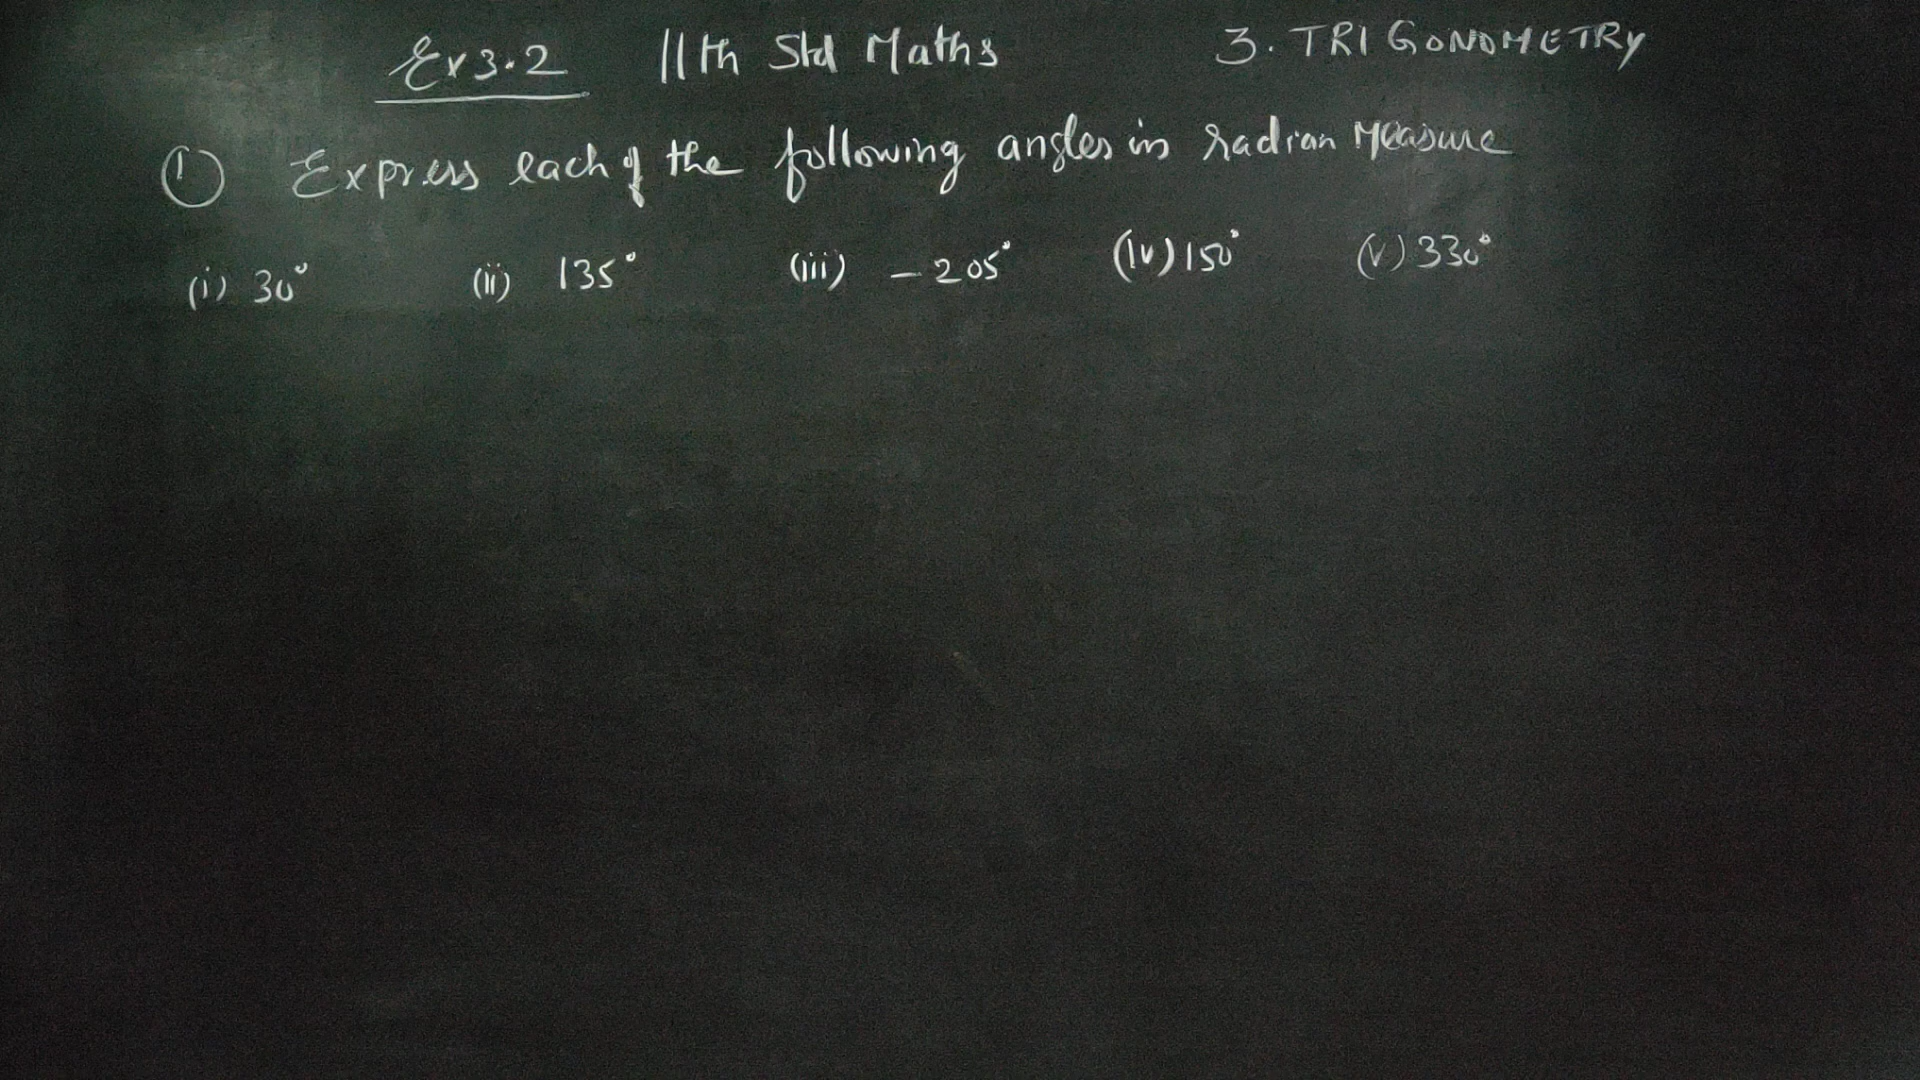 Ex 3.2 11th Std Maths 3. TRIGONOMETRY
① Express each of the following angles in radian Measure
(i) 30° (ii) 135° (iii) -205° (iv) 150° (v) 330°